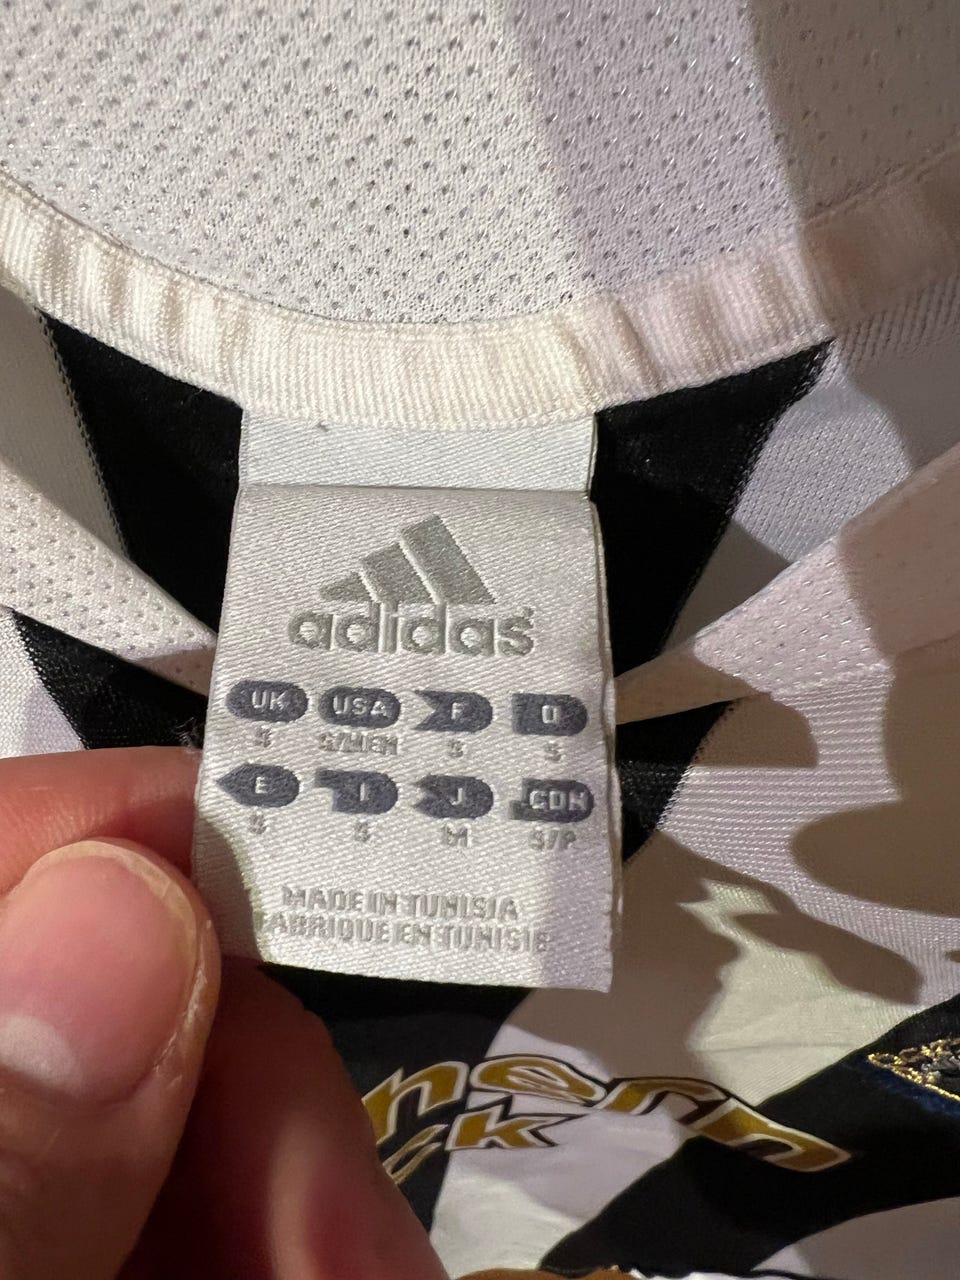 adidas
UK USA F D
S S/MEN S S
E I J CDN
S S M S/P
MADE IN TUNISIA
FABRIQUE EN TUNISIE